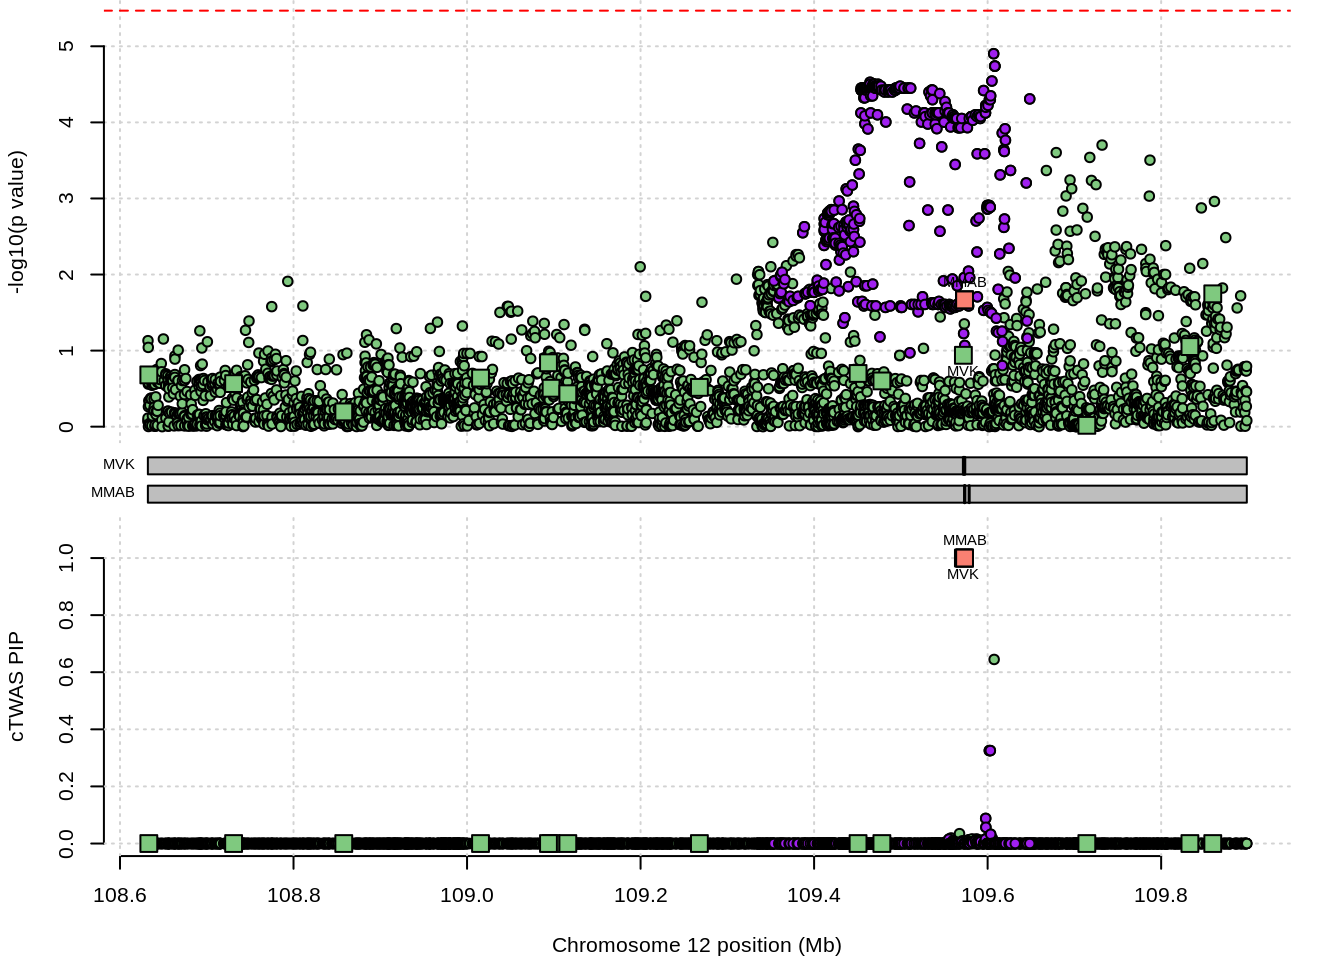 5
4
3
2
1
0
-log10(p value)
MMAB
MVK
MVK
MMAB
MMAB
MVK
1.0
0.8
0.6
0.4
0.2
0.0
cTWAS PIP
108.6 108.8 109.0 109.2 109.4 109.6 109.8
Chromosome 12 position (Mb)